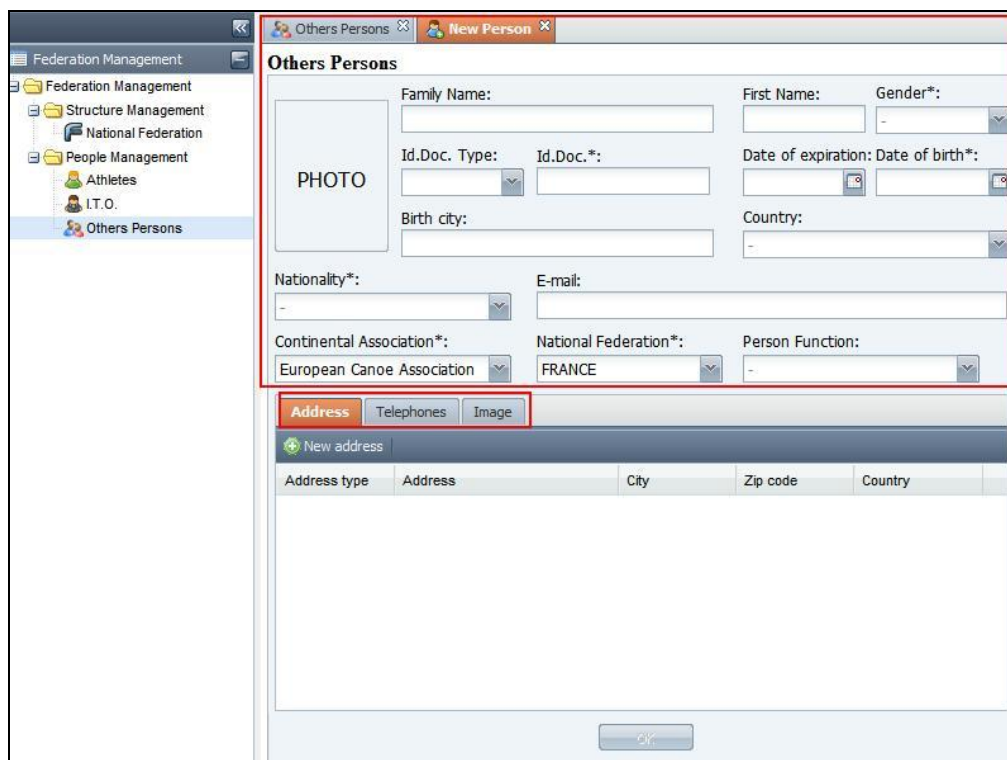 Others Persons
New Person
Federation Management
Others Persons
Federation Management
Structure Management
National Federation
People Management
Athletes
I.T.O.
Others Persons
Family Name:
First Name:
Gender*:
-
PHOTO
Id.Doc. Type:
Id.Doc.*:
Date of expiration:
Date of birth*:
Birth city:
Country:
-
Nationality*:
E-mail:
-
Continental Association*:
National Federation*:
Person Function:
European Canoe Association
FRANCE
-
Address
Telephones
Image
New address
Address type
Address
City
Zip code
Country
OK